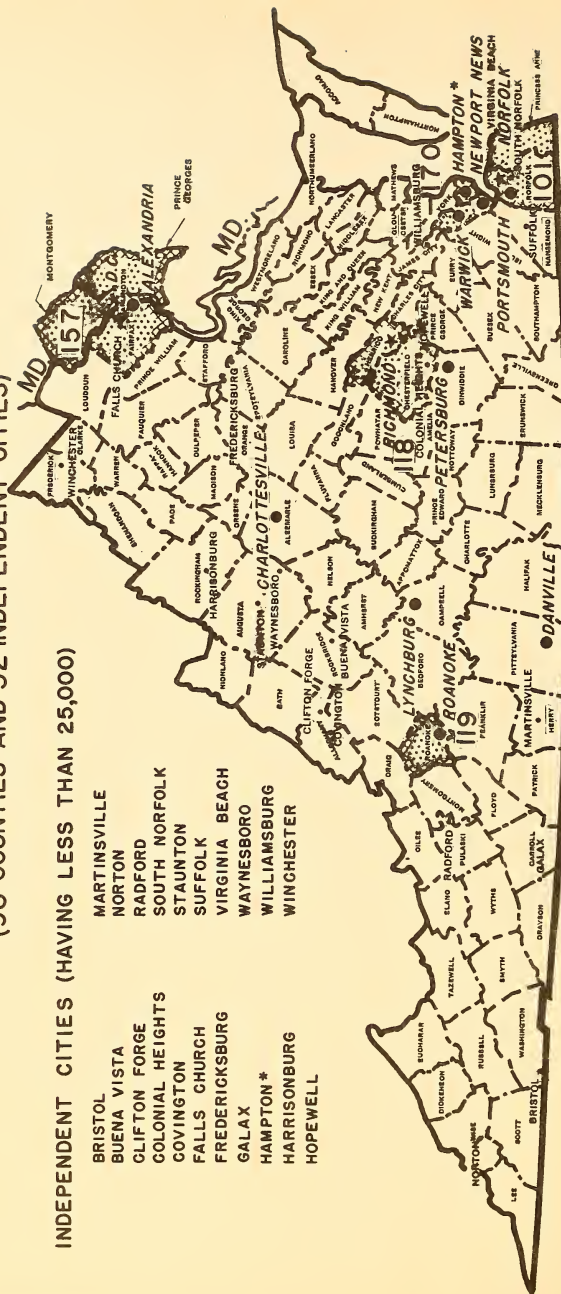 (98 COUNTIES AND 32 INDEPENDENT CITIES)
INDEPENDENT CITIES (HAVING LESS THAN 25,000)
BRISTOL
BUENA VISTA
CLIFTON FORGE
COLONIAL HEIGHTS
COVINGTON
FALLS CHURCH
FREDERICKSBURG
GALAX
HAMPTON*
HARRISONBURG
HOPEWELL
MARTINSVILLE
NORTON
RADFORD
SOUTH NORFOLK
STAUNTON
SUFFOLK
VIRGINIA BEACH
WAYNESBORO
WILLIAMSBURG
WINCHESTER
MONTGOMERY
MD
157
D.C.
ALEXANDRIA
PRINCE GEORGES
FAIRFAX
FALLS CHURCH
LOUDOUN
FREDERICK
WINCHESTER
CLARKE
WARREN
FAUQUIER
PRINCE WILLIAM
SHENANDOAH
PAGE
CULPEPER
STAFFORD
MD
KING GEORGE
WESTMORELAND
NORTHUMBERLAND
RICHMOND
LANCASTER
ESSEX
MIDDLESEX
ROCKINGHAM
HARRISONBURG
MADISON
GREENE
ORANGE
FREDERICKSBURG
SPOTSYLVANIA
CAROLINE
KING AND QUEEN
KING WILLIAM
MATHEWS
ACCOMAC
NORTHAMPTON
HIGHLAND
AUGUSTA
STAUNTON
WAYNESBORO
CHARLOTTESVILLE
ALBEMARLE
LOUISA
HANOVER
NEW KENT
BATH
ROCKBRIDGE
NELSON
FLUVANNA
GOOCHLAND
CLIFTON FORGE
COVINGTON
BUENA VISTA
AMHERST
BUCKINGHAM
CUMBERLAND
POWHATAN
RICHMOND
118
CHESTERFIELD
CHARLES CITY
JAMES CITY
WILLIAMSBURG
170
HAMPTON*
NEWPORT NEWS
WARWICK
CRAIG
BOTETOURT
BEDFORD
LYNCHBURG
APPOMATTOX
AMELIA
COLONIAL HEIGHTS
HOPEWELL
PRINCE GEORGE
SURRY
WIGHT
PORTSMOUTH
VIRGINIA BEACH
NORFOLK
SOUTH NORFOLK
PRINCESS ANNE
NORFOLK
101
SUFFOLK
NANSEMOND
GILES
MONTGOMERY
ROANOKE
ROANOKE
119
CAMPBELL
PRINCE EDWARD
NOTTOWAY
PETERSBURG
DINWIDDIE
SUSSEX
SOUTHAMPTON
GREENSVILLE
BLAND
RADFORD
PULASKI
FLOYD
FRANKLIN
PITTSYLVANIA
CHARLOTTE
HALIFAX
LUNENBURG
MECKLENBURG
BRUNSWICK
TAZEWELL
WYTHE
CARROLL
GALAX
PATRICK
MARTINSVILLE
HENRY
DANVILLE
DICKENSON
RUSSELL
SMYTH
GRAYSON
NORTON
WISE
LEE
SCOTT
WASHINGTON
BRISTOL